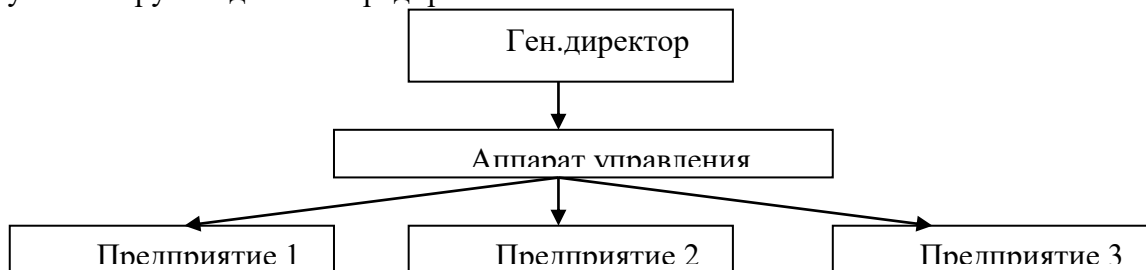 Ген.директор
Аппарат управления
Предприятие 1 Предприятие 2 Предприятие 3